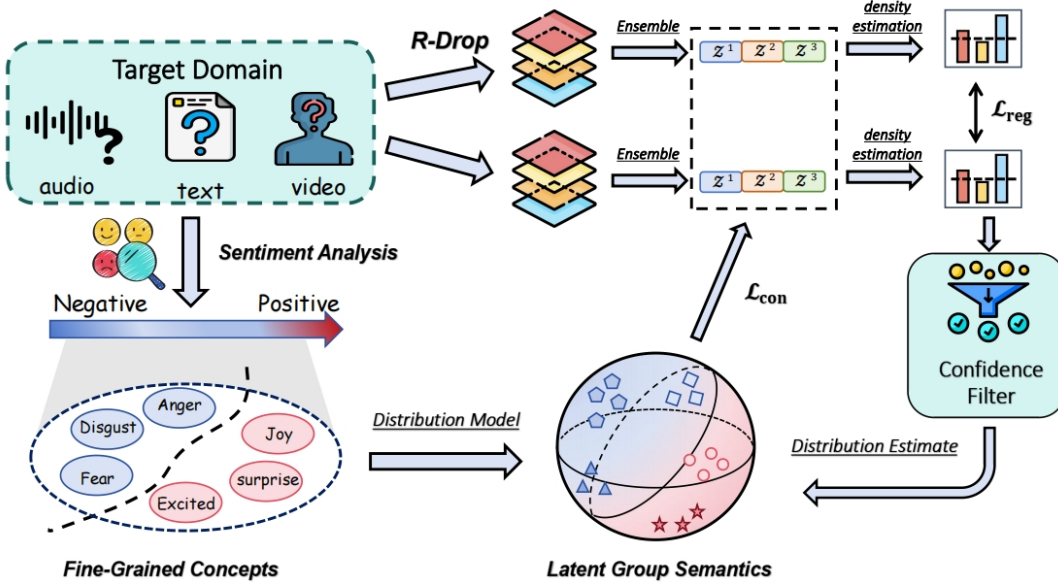 Target Domain
audio
text
video
R-Drop
Ensemble
z¹ z² z³
density
estimation
ℒreg
Ensemble
z¹ z² z³
density
estimation
Sentiment Analysis
Negative
Positive
ℒcon
Confidence
Filter
Anger
Disgust
Joy
Fear
surprise
Excited
Distribution Model
Distribution Estimate
Fine-Grained Concepts
Latent Group Semantics